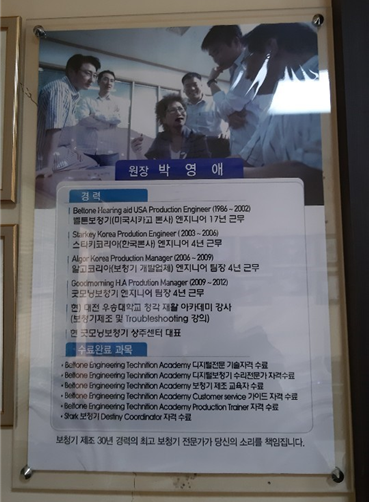 원장 박 영 애
경 력
| Beltone Hearing aid USA Production Engineer (1986 ~ 2002)
벨톤보청기(미국시카고 본사) 엔지니어 17년 근무
| Starkey Korea Prodution Engineer ( 2003 ~ 2006)
스타키코리아(한국본사) 엔지니어 4년 근무
| Algor Korea Production Manager (2006 ~ 2009)
알고코리아(보청기 개발업체) 엔지니어 팀장 4년 근무
| Goodmorning H.A Prodution Manager (2009 ~ 2012)
굿모닝보청기 엔지니어 팀장 4년 근무
| 현) 대전 우송대학교 청각 재활 아카데미 강사
(보청기제조 및 Troubleshooting 강의)
| 현 굿모닝보청기 상주센터 대표
수료완료 과목
• Beltone Engineering Technition Academy 디지털전문 기술자격 수료
• Beltone Engineering Technition Academy 디지털보청기 수리전문가 자격수료
• Beltone Engineering Technition Academy 보청기 제조 교육자 수료
• Beltone Engineering Technition Academy Customer service 가이드 자격 수료
• Beltone Engineering Technition Academy Production Trainer 자격 수료
• Stark 보청기 Destiny Coordinator 자격 수료
보청기 제조 30년 경력의 최고 보청기 전문가가 당신의 소리를 책임집니다.